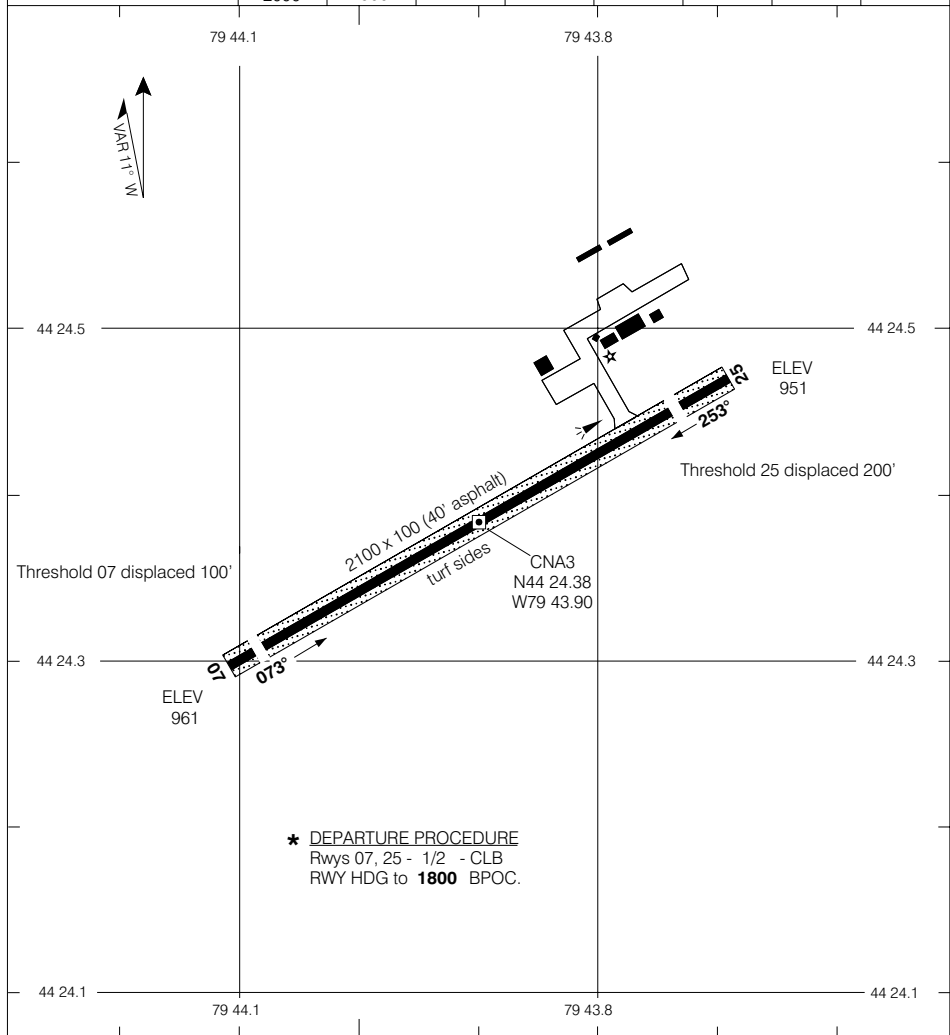 79 44.1
79 43.8
VAR 11° W
44 24.5
44 24.5
25
ELEV
951
253°
Threshold 25 displaced 200'
2100 x 100 (40' asphalt)
turf sides
CNA3
N44 24.38
W79 43.90
Threshold 07 displaced 100'
44 24.3
44 24.3
07
073°
ELEV
961
* DEPARTURE PROCEDURE
Rwys 07, 25 - 1/2 - CLB
RWY HDG to 1800 BPOC.
44 24.1
44 24.1
79 44.1
79 43.8